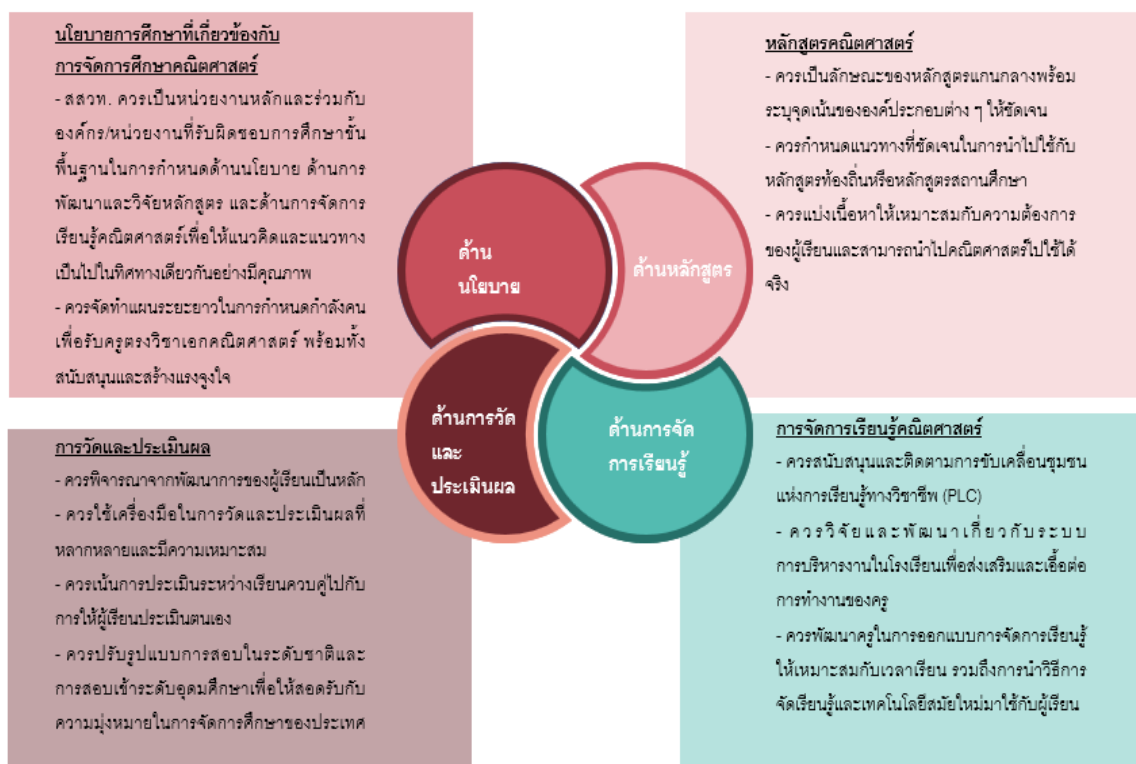 นโยบายการศึกษาที่เกี่ยวข้องกับ
การจัดการศึกษาคณิตศาสตร์
- สสวท. ควรเป็นหน่วยงานหลักและร่วมกับ
องค์กร/หน่วยงานที่รับผิดชอบการศึกษาขั้น
พื้นฐานในการกำหนดด้านนโยบาย ด้านการ
พัฒนาและวิจัยหลักสูตร และด้านการจัดการ
เรียนรู้คณิตศาสตร์เพื่อให้แนวคิดและแนวทาง
เป็นไปในทิศทางเดียวกันอย่างมีคุณภาพ
- ควรจัดทำแผนระยะยาวในการกำหนดกำลังคน
เพื่อรับครูตรงวิชาเอกคณิตศาสตร์ พร้อมทั้ง
สนับสนุนและสร้างแรงจูงใจ
หลักสูตรคณิตศาสตร์
- ควรเป็นลักษณะของหลักสูตรแกนกลางพร้อม
ระบุจุดเน้นขององค์ประกอบต่าง ๆ ให้ชัดเจน
- ควรกำหนดแนวทางที่ชัดเจนในการนำไปใช้กับ
หลักสูตรท้องถิ่นหรือหลักสูตรสถานศึกษา
- ควรแบ่งเนื้อหาให้เหมาะสมกับความต้องการ
ของผู้เรียนและสามารถนำไปคณิตศาสตร์ไปใช้ได้
จริง
ด้าน
นโยบาย
ด้านหลักสูตร
ด้านการวัด
และ
ประเมินผล
ด้านการจัด
การเรียนรู้
การวัดและประเมินผล
- ควรพิจารณาจากพัฒนาการของผู้เรียนเป็นหลัก
- ควรใช้เครื่องมือในการวัดและประเมินผลที่
หลากหลายและมีความเหมาะสม
- ควรเน้นการประเมินระหว่างเรียนควบคู่ไปกับ
การให้ผู้เรียนประเมินตนเอง
- ควรปรับรูปแบบการสอบในระดับชาติและ
การสอบเข้าระดับอุดมศึกษาเพื่อให้สอดรับกับ
ความมุ่งหมายในการจัดการศึกษาของประเทศ
การจัดการเรียนรู้คณิตศาสตร์
- ควรสนับสนุนและติดตามการขับเคลื่อนชุมชน
แห่งการเรียนรู้ทางวิชาชีพ (PLC)
- ควรวิจัยและพัฒนาเกี่ยวกับระบบ
การบริหารงานในโรงเรียนเพื่อส่งเสริมและเอื้อต่อ
การทำงานของครู
- ควรพัฒนาครูในการออกแบบการจัดการเรียนรู้
ให้เหมาะสมกับเวลาเรียน รวมถึงการนำวิธีการ
จัดเรียนรู้และเทคโนโลยีสมัยใหม่มาใช้กับผู้เรียน